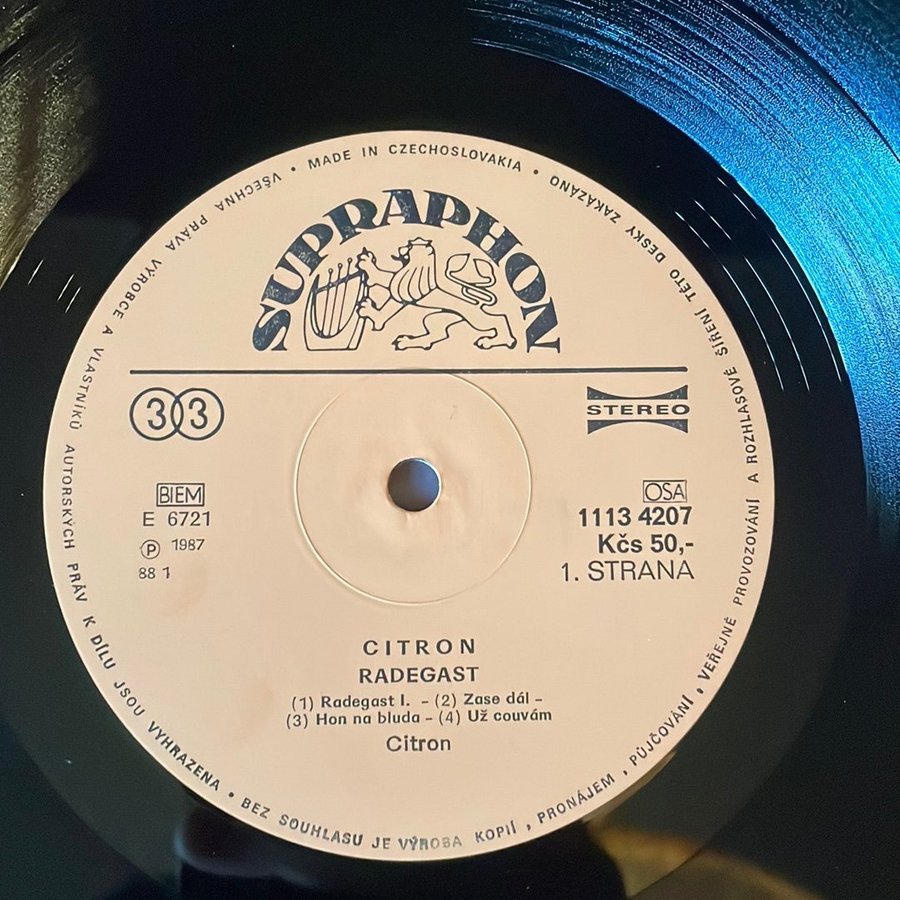 VŠECHNA PRÁVA VÝROBCE A VLASTNÍKŮ AUTORSKÝCH PRÁV K DÍLU JSOU VYHRAZENA • BEZ SOUHLASU JE VÝROBA KOPIÍ, PRONÁJEM, PŮJČOVÁNÍ, VEŘEJNÉ PROVOZOVÁNÍ A ROZHLASOVÉ ŠÍŘENÍ TÉTO DESKY ZAKÁZÁNO • MADE IN CZECHOSLOVAKIA •
SUPRAPHON
33
STEREO
BIEM
E 6721
Ⓟ 1987
88 1
OSA
1113 4207
Kčs 50,-
1. STRANA
CITRON
RADEGAST
(1) Radegast I. – (2) Zase dál –
(3) Hon na bluda – (4) Už couvám
Citron